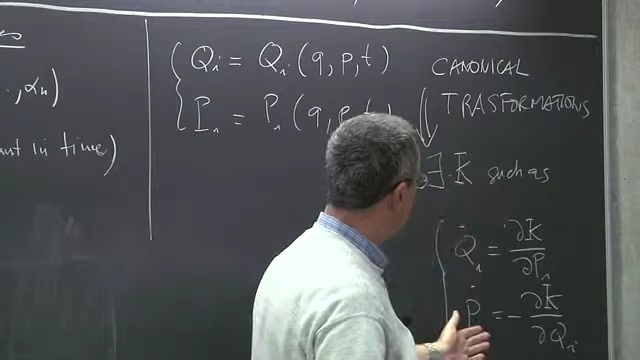 , αₙ)
ant in time)
Qᵢ = Qᵢ (q, p, t)
Pᵢ = Pᵢ (q, p, t)
CANONICAL
TRASFORMATIONS
∃ K such as
Q̇ᵢ = ∂K/∂Pᵢ
Ṗ = - ∂K/∂Qᵢ